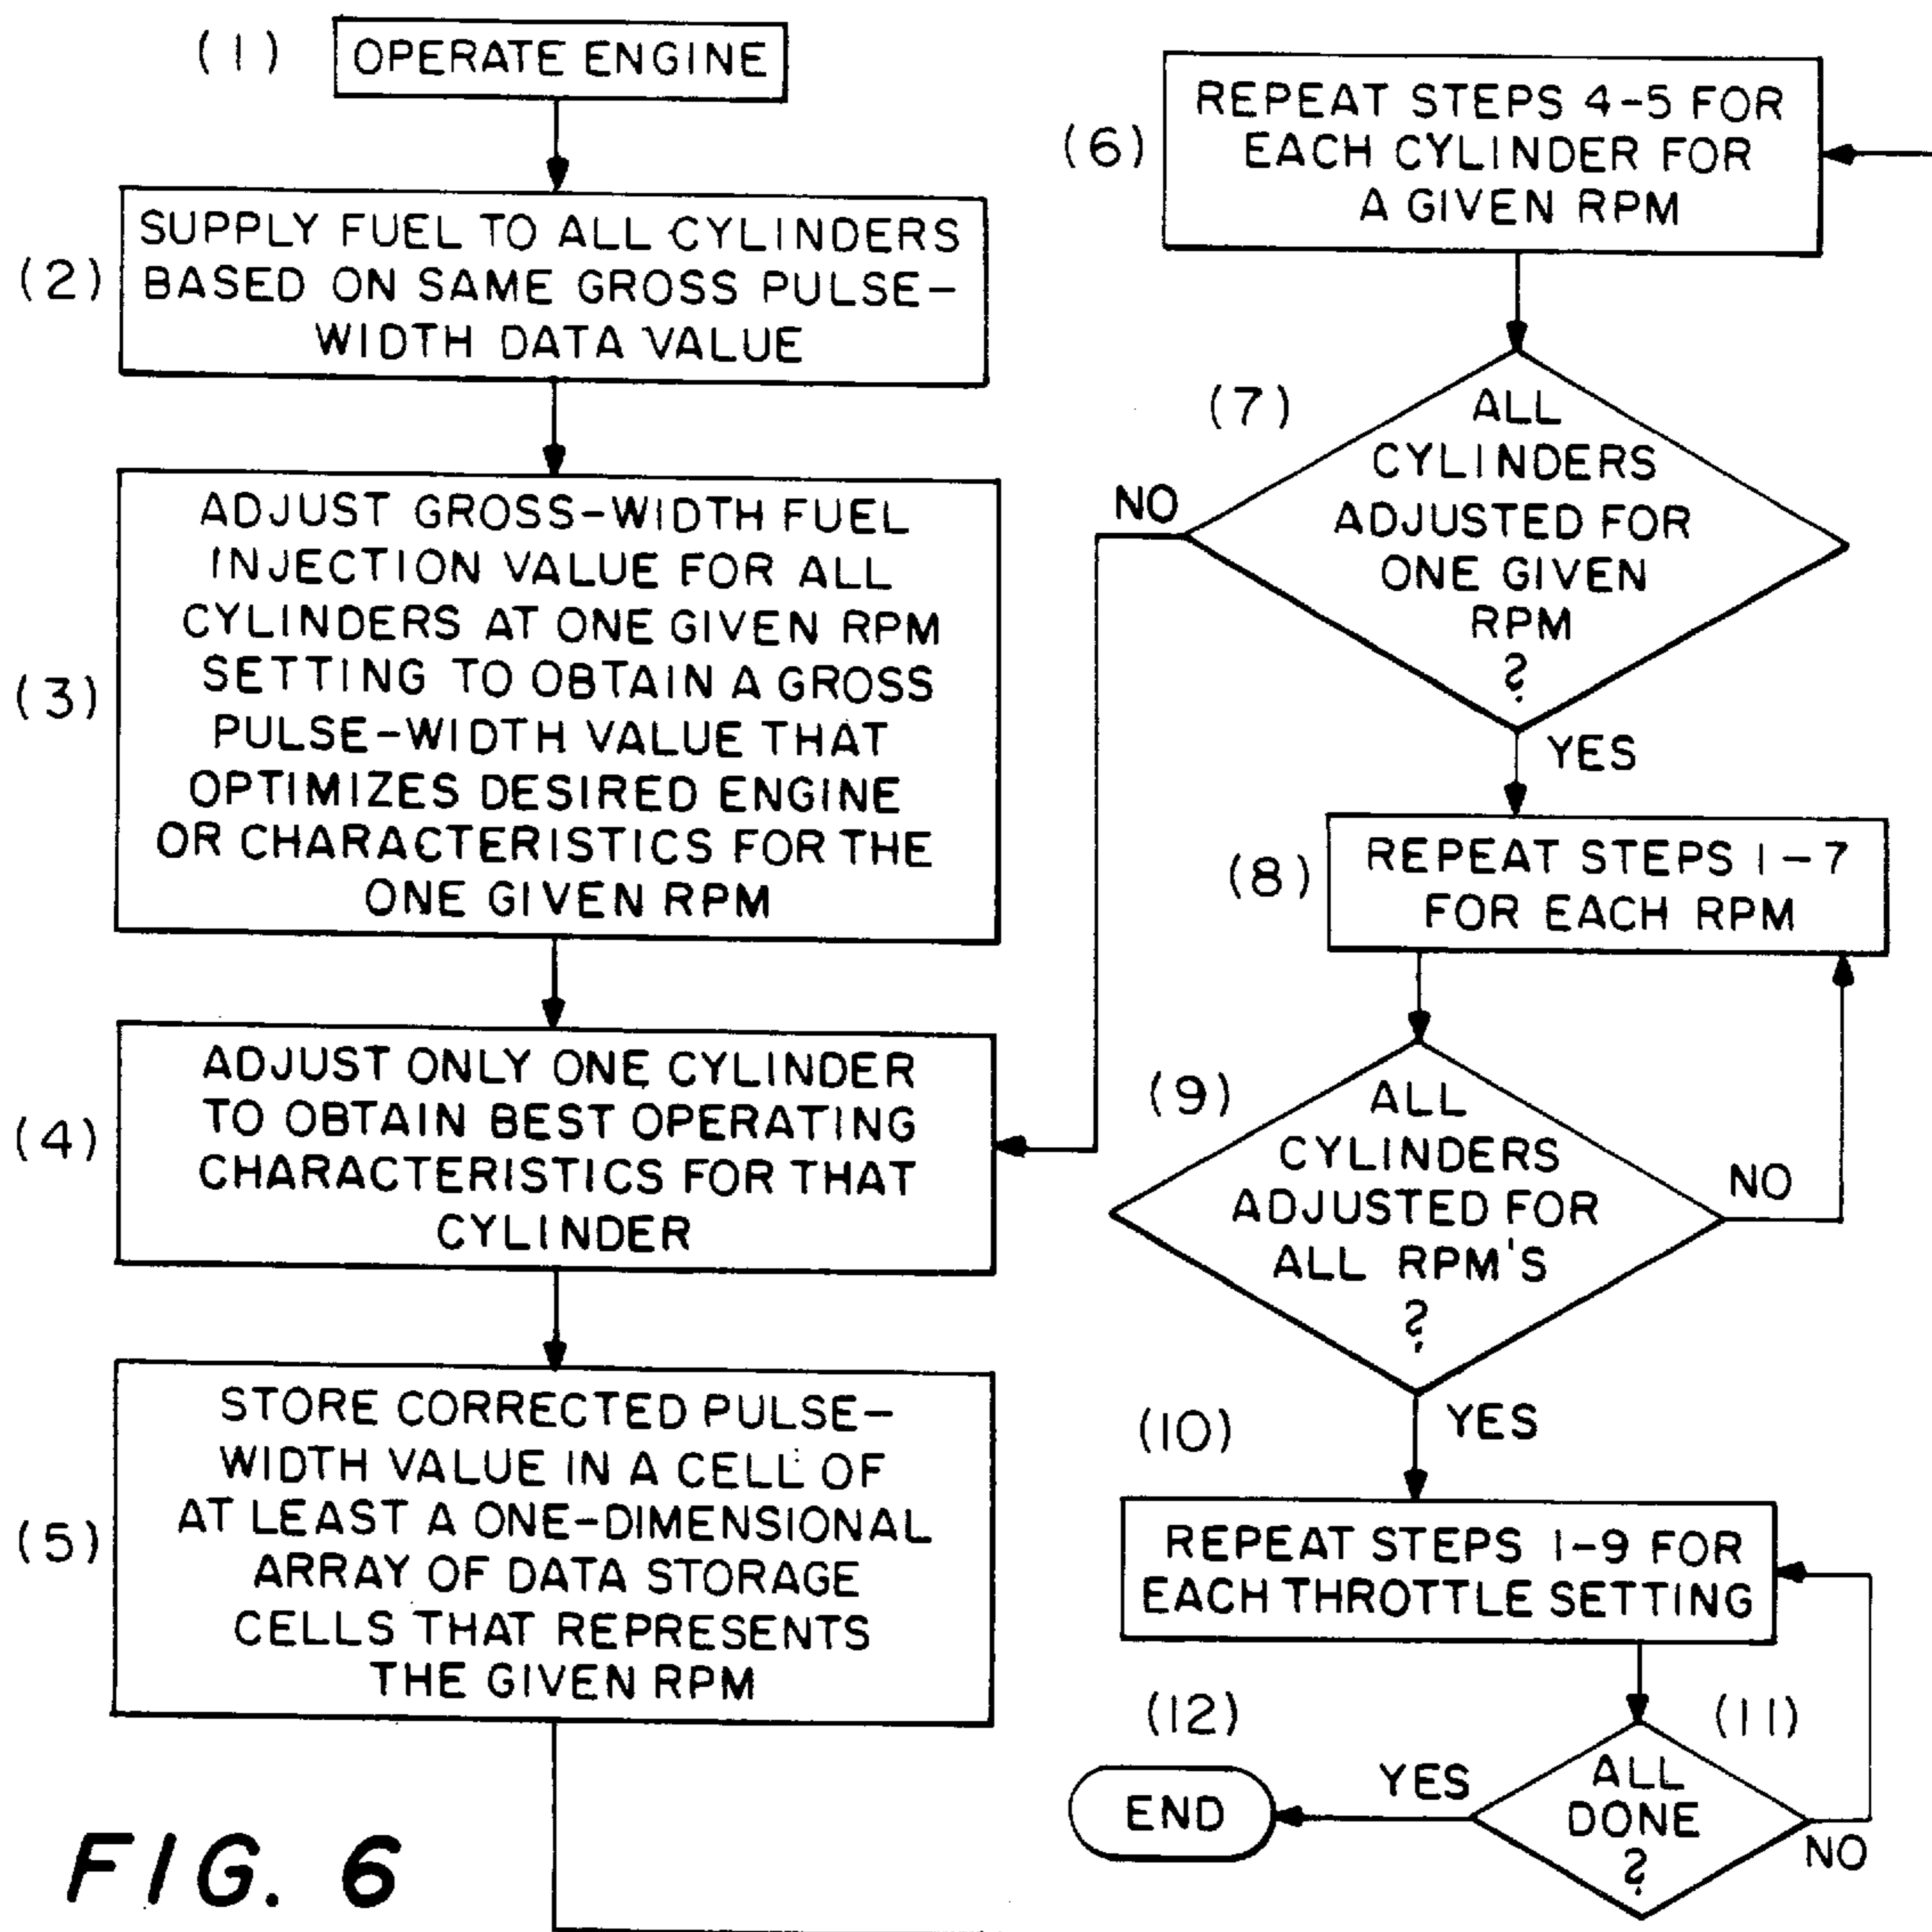 (1)
OPERATE ENGINE
(2)
SUPPLY FUEL TO ALL CYLINDERS
BASED ON SAME GROSS PULSE-
WIDTH DATA VALUE
(3)
ADJUST GROSS-WIDTH FUEL
INJECTION VALUE FOR ALL
CYLINDERS AT ONE GIVEN RPM
SETTING TO OBTAIN A GROSS
PULSE-WIDTH VALUE THAT
OPTIMIZES DESIRED ENGINE
OR CHARACTERISTICS FOR THE
ONE GIVEN RPM
(4)
ADJUST ONLY ONE CYLINDER
TO OBTAIN BEST OPERATING
CHARACTERISTICS FOR THAT
CYLINDER
(5)
STORE CORRECTED PULSE-
WIDTH VALUE IN A CELL OF
AT LEAST A ONE-DIMENSIONAL
ARRAY OF DATA STORAGE
CELLS THAT REPRESENTS
THE GIVEN RPM
(6)
REPEAT STEPS 4-5 FOR
EACH CYLINDER FOR
A GIVEN RPM
(7)
ALL
CYLINDERS
ADJUSTED FOR
ONE GIVEN
RPM
?
NO
YES
(8)
REPEAT STEPS 1-7
FOR EACH RPM
(9)
ALL
CYLINDERS
ADJUSTED FOR
ALL RPM'S
?
NO
YES
(10)
REPEAT STEPS 1-9 FOR
EACH THROTTLE SETTING
(11)
ALL
DONE
?
NO
YES
(12)
END
FIG. 6